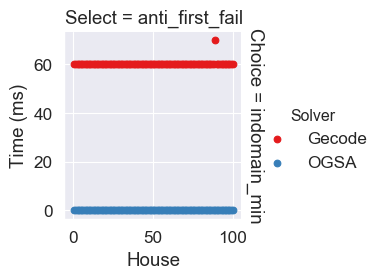 Select = anti_first_fail
Choice = indomain_min
Time (ms)
60
40
20
0
0 50 100
House
Solver
Gecode
OGSA